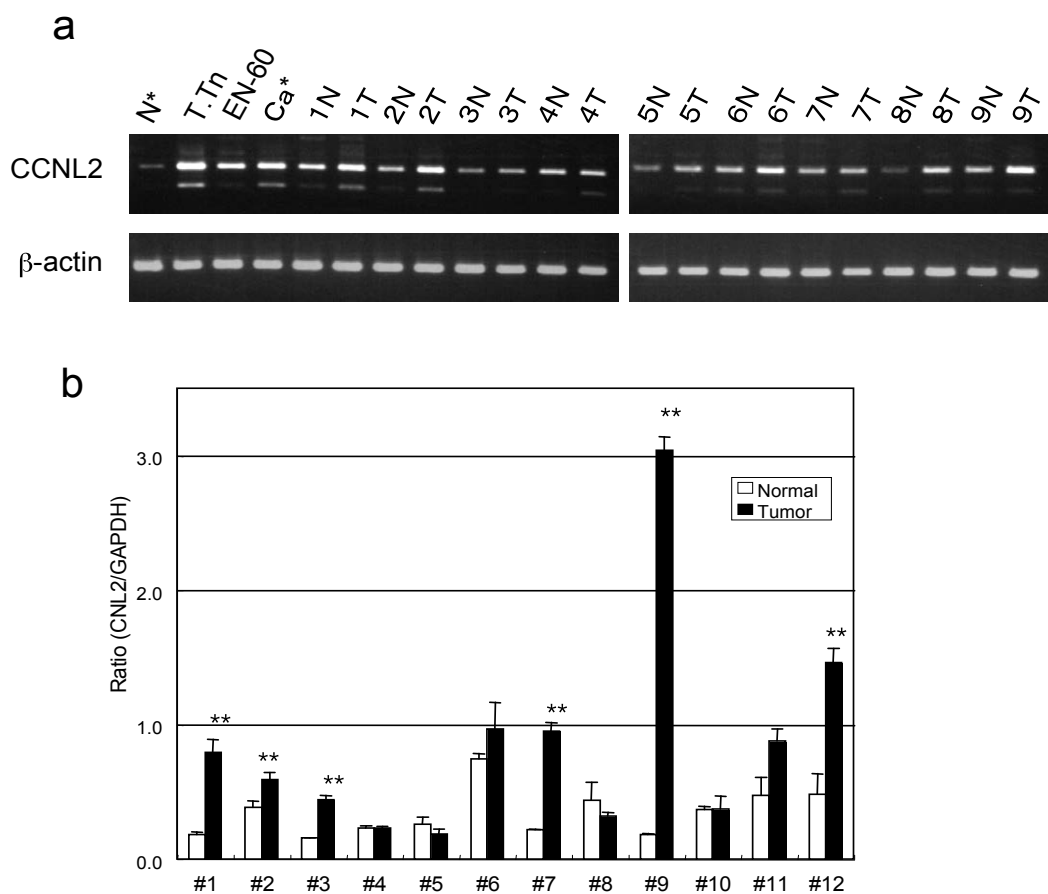 a
N* T.Tn EN-60 Ca* 1N 1T 2N 2T 3N 3T 4N 4T 5N 5T 6N 6T 7N 7T 8N 8T 9N 9T
CCNL2
β-actin
b
Ratio (CNL2/GAPDH)
3.0
2.0
1.0
0.0
Normal
Tumor
** ** ** ** ** **
#1 #2 #3 #4 #5 #6 #7 #8 #9 #10 #11 #12